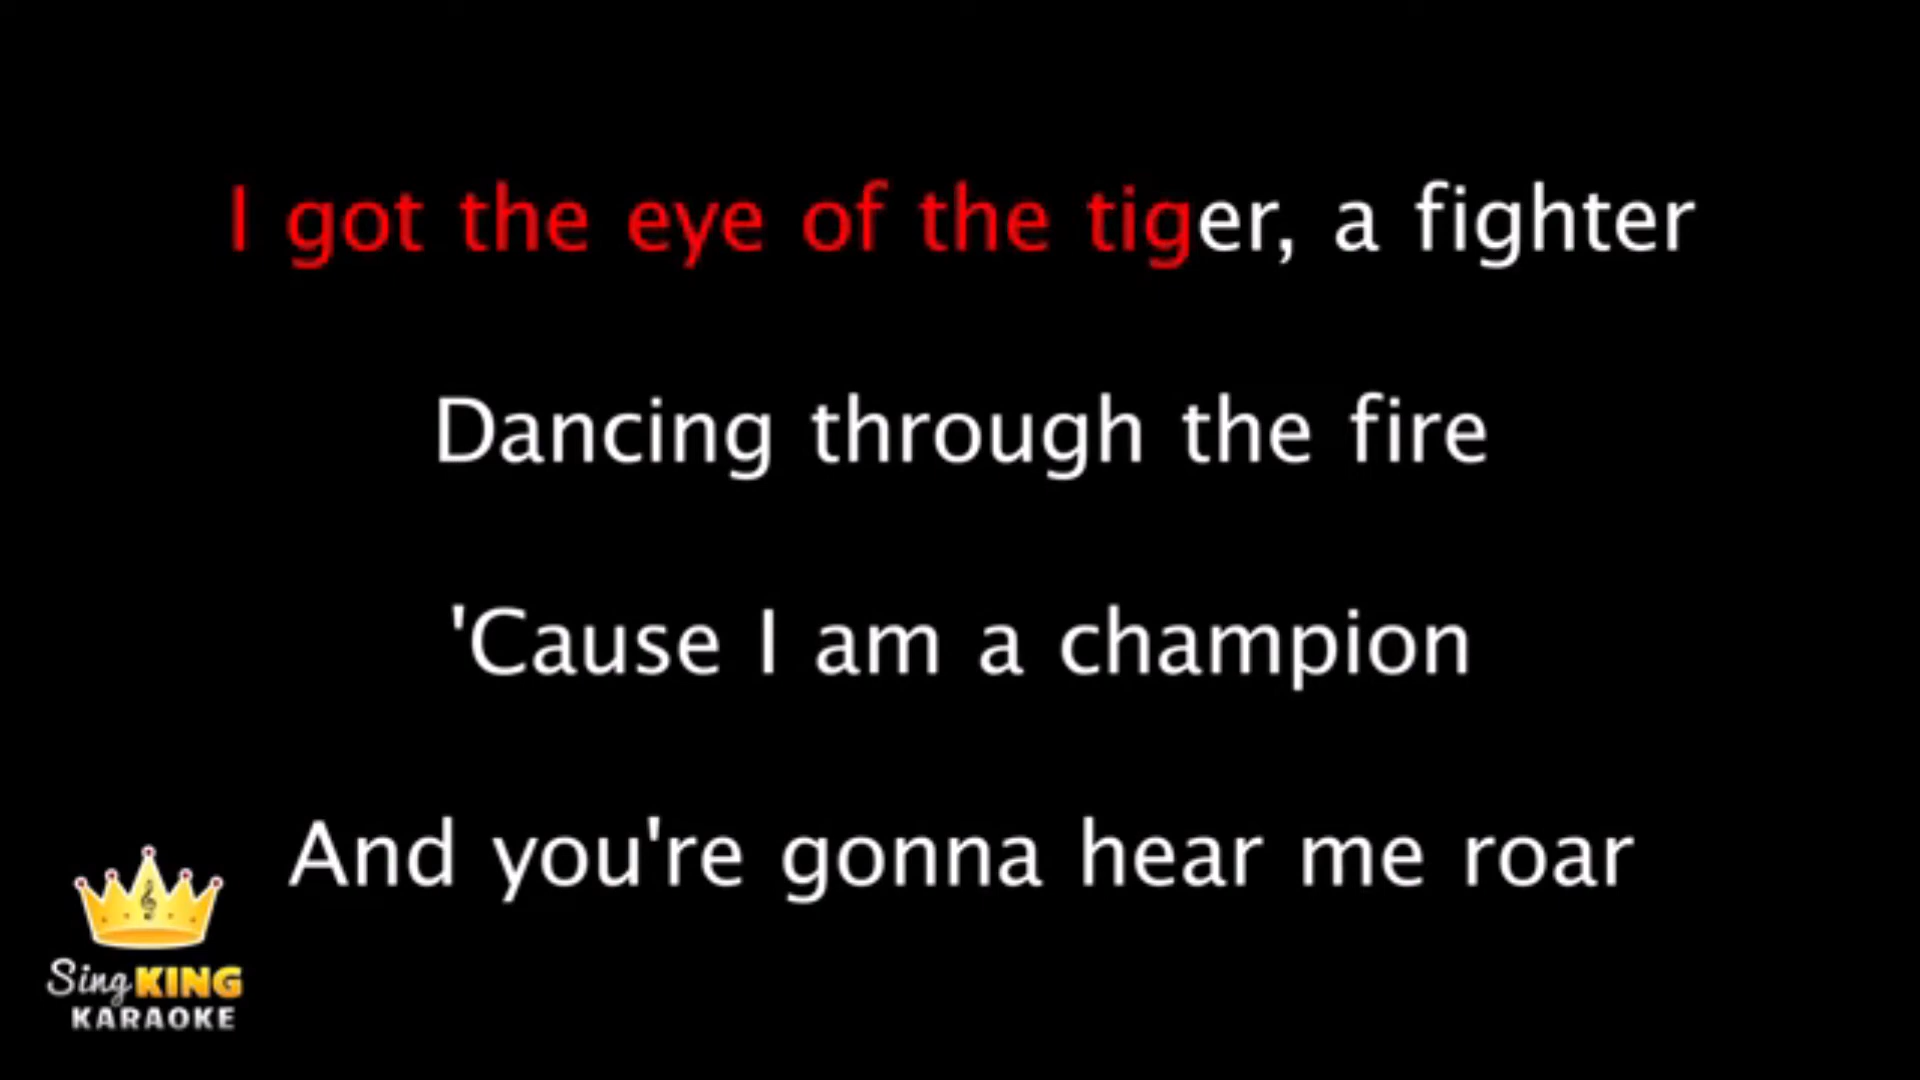 I got the eye of the tiger, a fighter
Dancing through the fire
'Cause I am a champion
And you're gonna hear me roar
Sing KING
KARAOKE